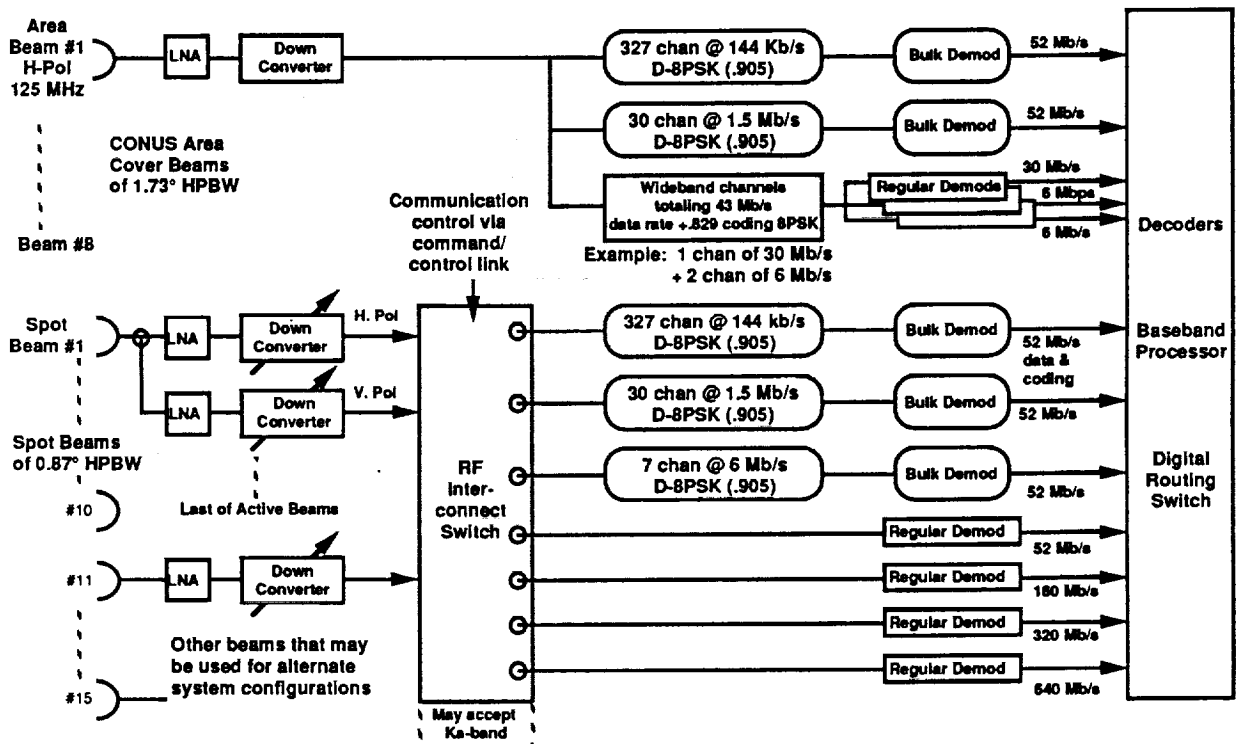 Area
Beam #1
H-Pol
125 MHz
LNA
Down
Converter
327 chan @ 144 Kb/s
D-8PSK (.905)
Bulk Demod
52 Mb/s
30 chan @ 1.5 Mb/s
D-8PSK (.905)
Bulk Demod
52 Mb/s
CONUS Area
Cover Beams
of 1.73° HPBW
Beam #8
Wideband channels
totaling 43 Mb/s
data rate +.829 coding 8PSK
Regular Demods
30 Mb/s
6 Mbps
6 Mb/s
Example: 1 chan of 30 Mb/s
+ 2 chan of 6 Mb/s
Communication
control via
command/
control link
Decoders
Baseband
Processor
Digital
Routing
Switch
Spot
Beam #1
LNA
Down
Converter
H. Pol
LNA
Down
Converter
V. Pol
Spot Beams
of 0.87° HPBW
#10
Last of Active Beams
#11
LNA
Down
Converter
#15
Other beams that may
be used for alternate
system configurations
RF
Inter-
connect
Switch
May accept
Ka-band
327 chan @ 144 kb/s
D-8PSK (.905)
Bulk Demod
52 Mb/s
data &
coding
30 chan @ 1.5 Mb/s
D-8PSK (.905)
Bulk Demod
52 Mb/s
7 chan @ 6 Mb/s
D-8PSK (.905)
Bulk Demod
52 Mb/s
Regular Demod
52 Mb/s
Regular Demod
160 Mb/s
Regular Demod
320 Mb/s
Regular Demod
640 Mb/s